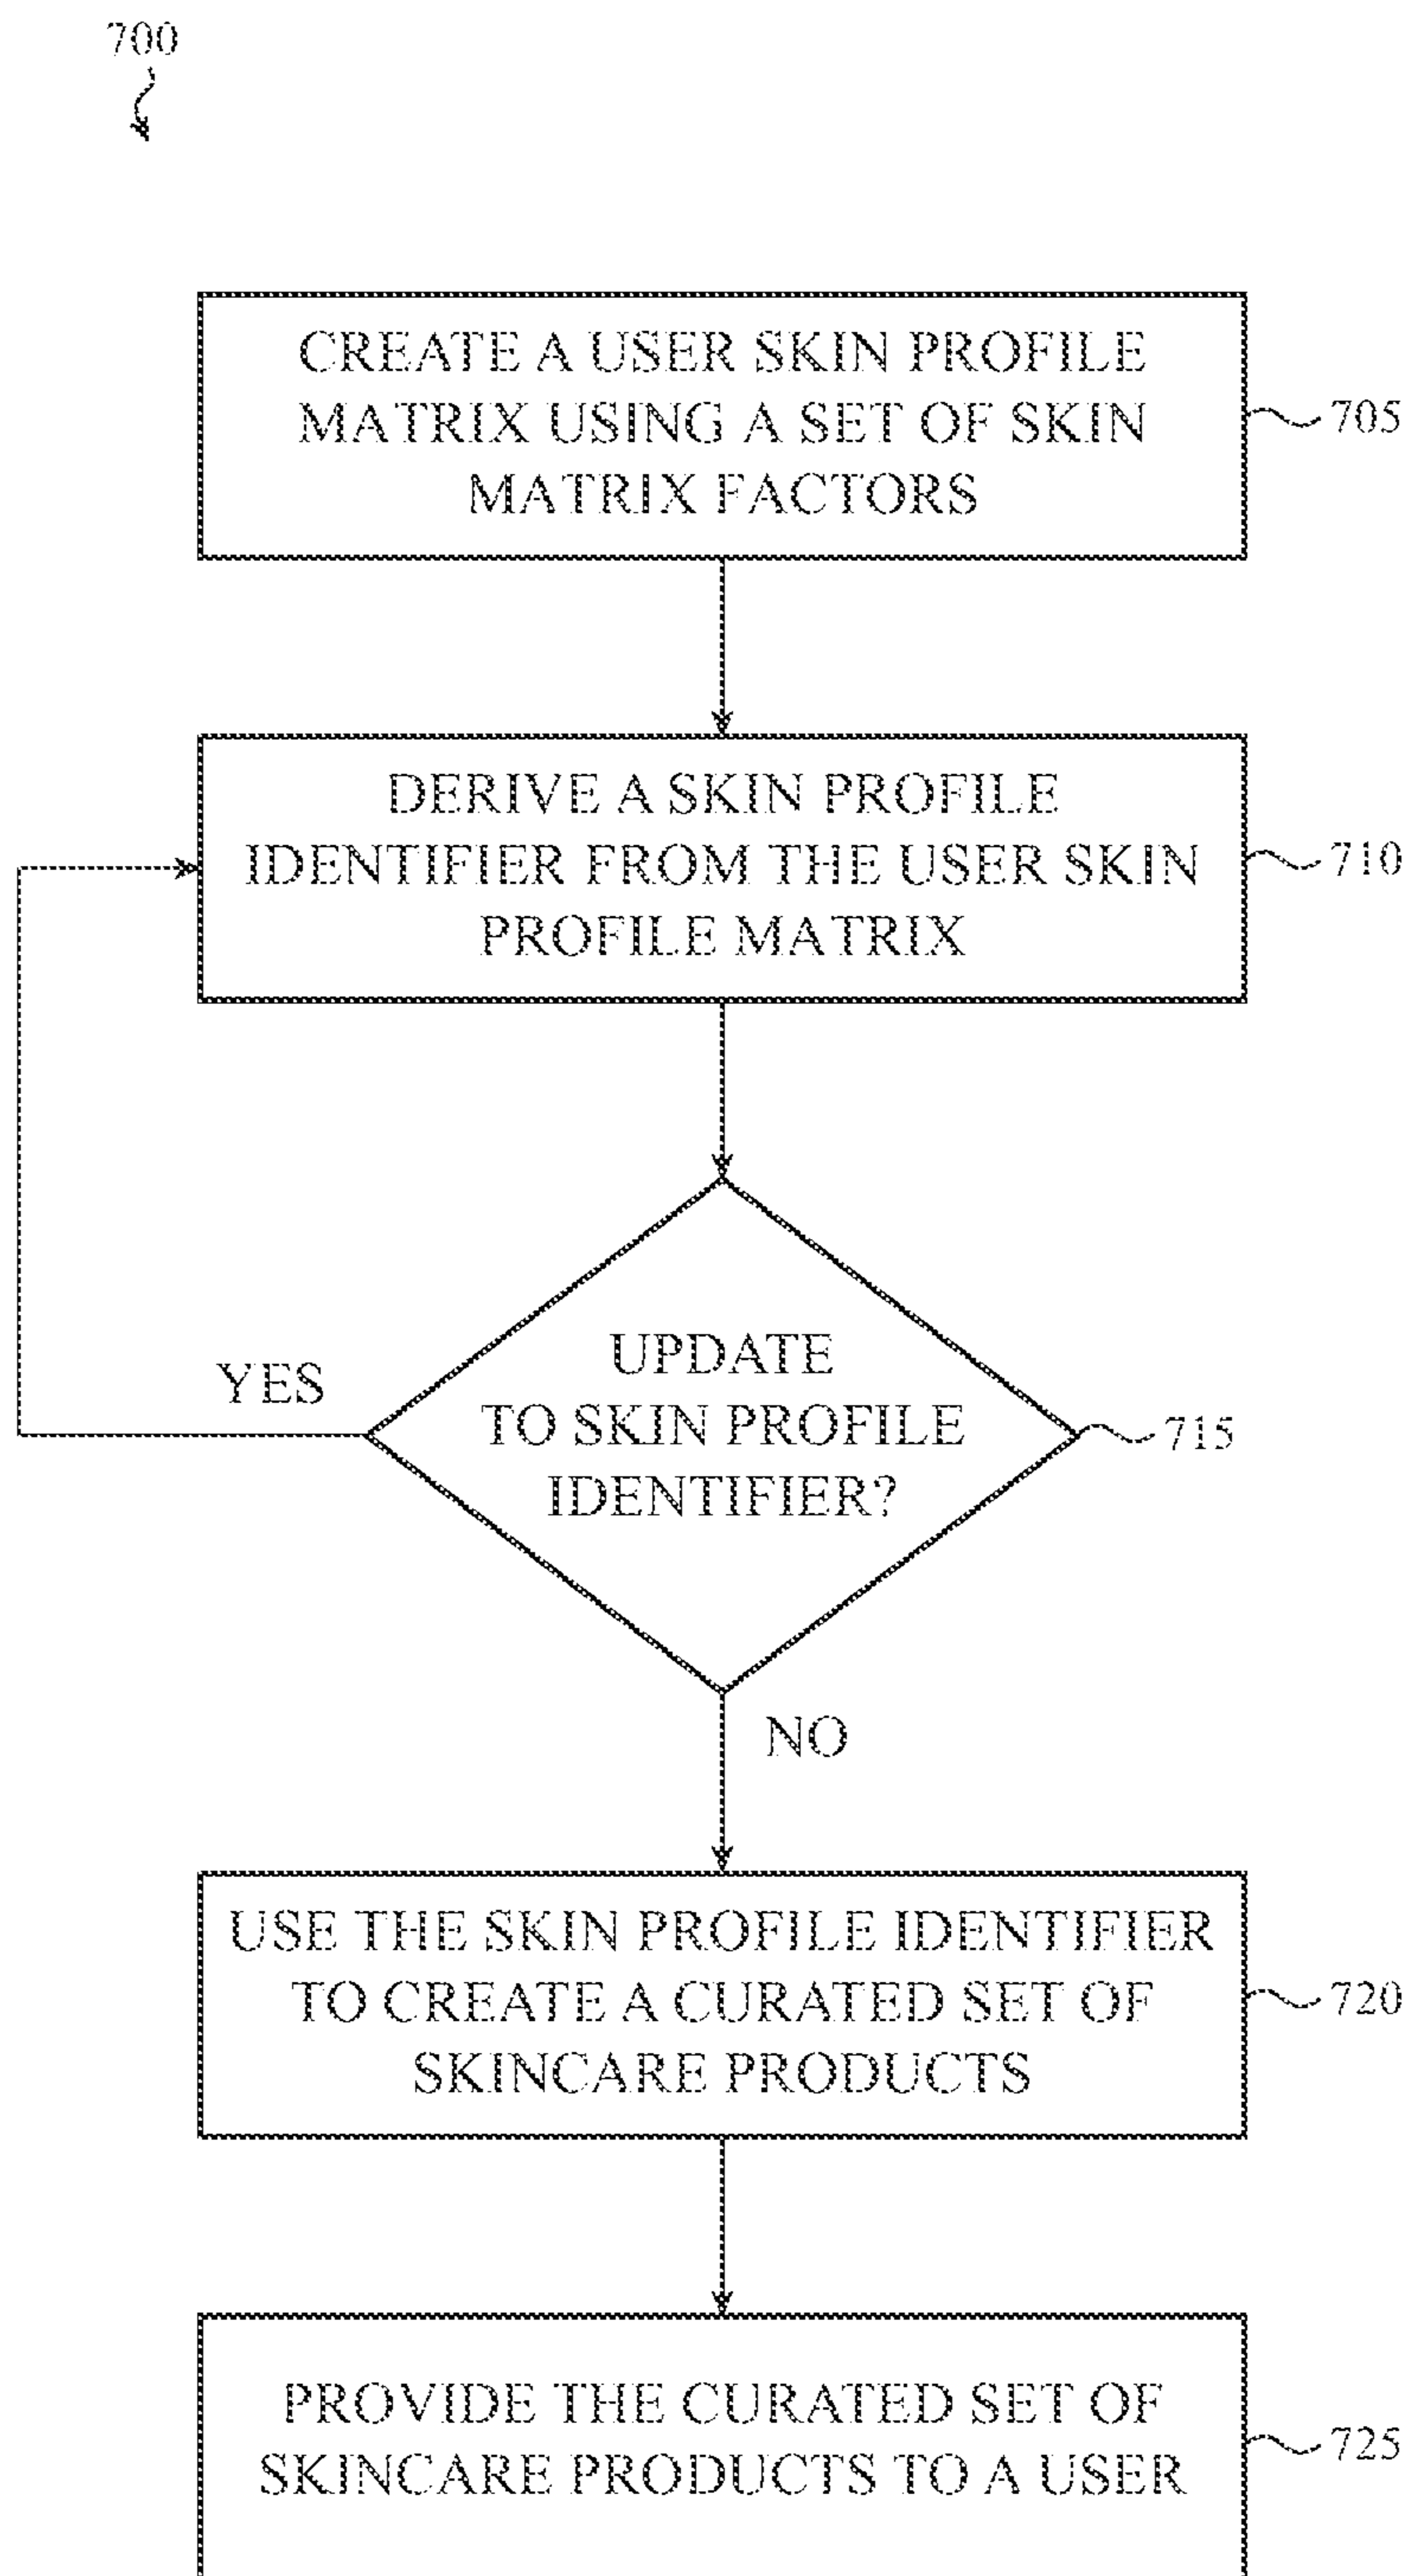 700
CREATE A USER SKIN PROFILE
MATRIX USING A SET OF SKIN
MATRIX FACTORS
705
DERIVE A SKIN PROFILE
IDENTIFIER FROM THE USER SKIN
PROFILE MATRIX
710
UPDATE
TO SKIN PROFILE
IDENTIFIER?
YES
715
NO
USE THE SKIN PROFILE IDENTIFIER
TO CREATE A CURATED SET OF
SKINCARE PRODUCTS
720
PROVIDE THE CURATED SET OF
SKINCARE PRODUCTS TO A USER
725